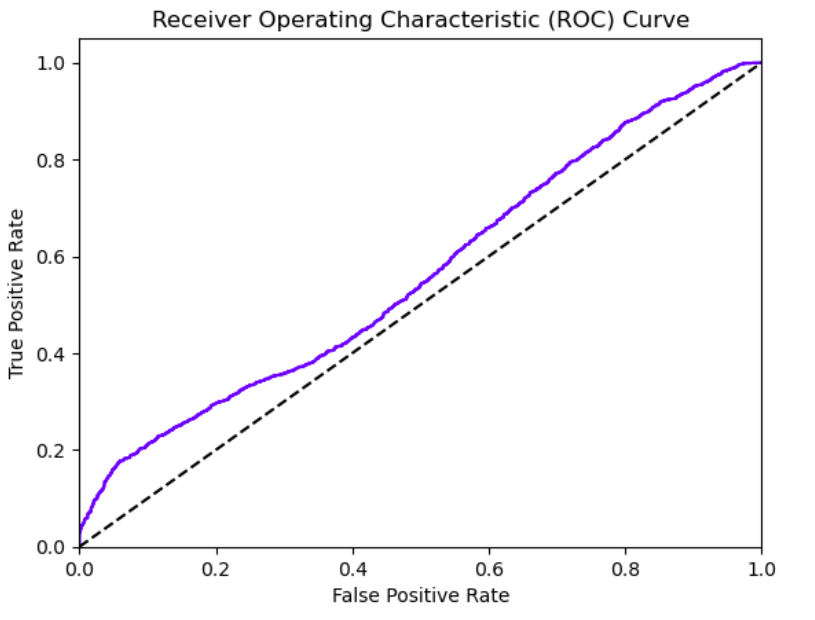 Receiver Operating Characteristic (ROC) Curve
1.0
0.8
0.6
0.4
0.2
0.0
True Positive Rate
0.0 0.2 0.4 0.6 0.8 1.0
False Positive Rate